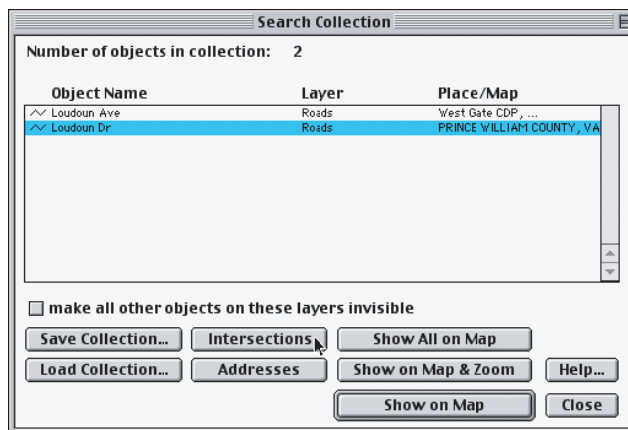 Search Collection
Number of objects in collection: 2
Object Name Layer Place/Map
Loudoun Ave Roads West Gate CDP, ...
Loudoun Dr Roads PRINCE WILLIAM COUNTY, VA
make all other objects on these layers invisible
Save Collection... Intersections Show All on Map
Load Collection... Addresses Show on Map & Zoom Help...
Show on Map Close